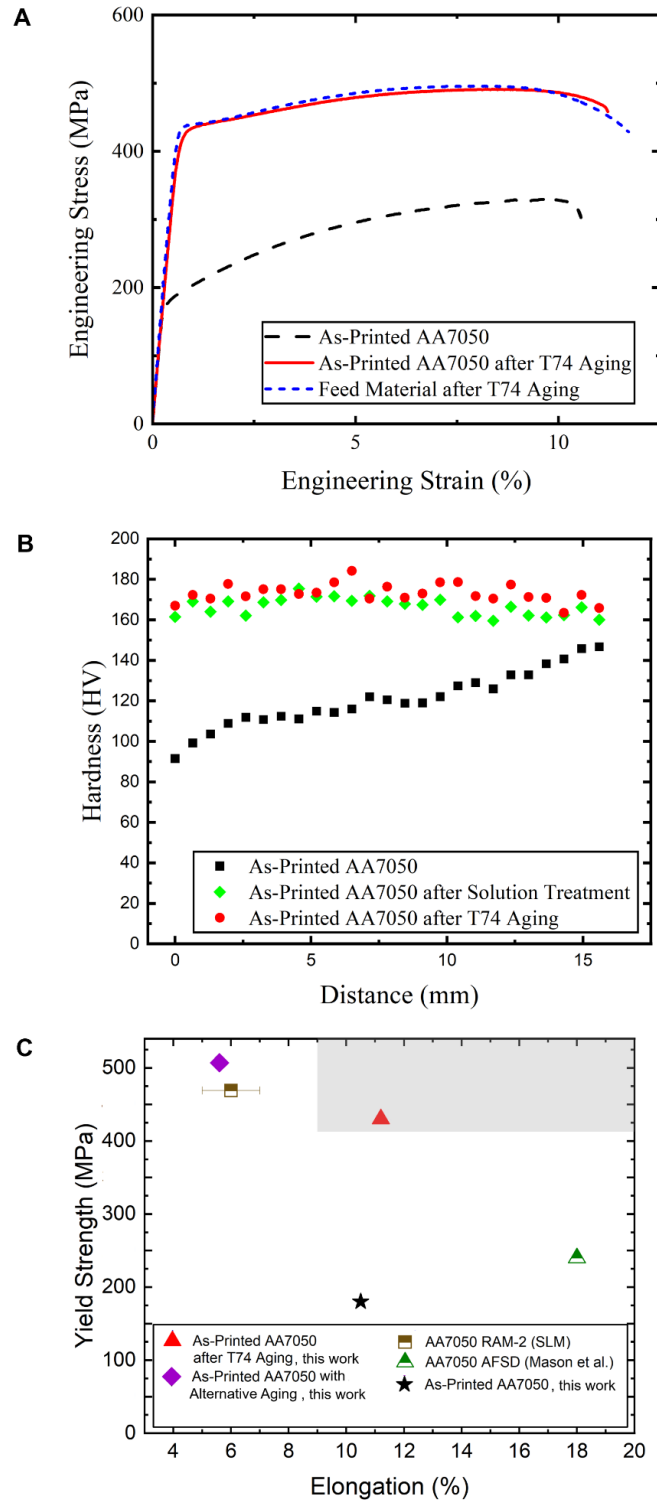 A
600
400
200
0
Engineering Stress (MPa)
As-Printed AA7050
As-Printed AA7050 after T74 Aging
Feed Material after T74 Aging
0 5 10
Engineering Strain (%)
B
200
180
160
140
120
100
80
60
40
20
0
Hardness (HV)
As-Printed AA7050
As-Printed AA7050 after Solution Treatment
As-Printed AA7050 after T74 Aging
0 5 10 15
Distance (mm)
C
500
400
300
200
100
0
Yield Strength (MPa)
As-Printed AA7050
after T74 Aging, this work
As-Printed AA7050 with
Alternative Aging, this work
AA7050 RAM-2 (SLM)
AA7050 AFSD (Mason et al.)
As-Printed AA7050, this work
4 6 8 10 12 14 16 18 20
Elongation (%)